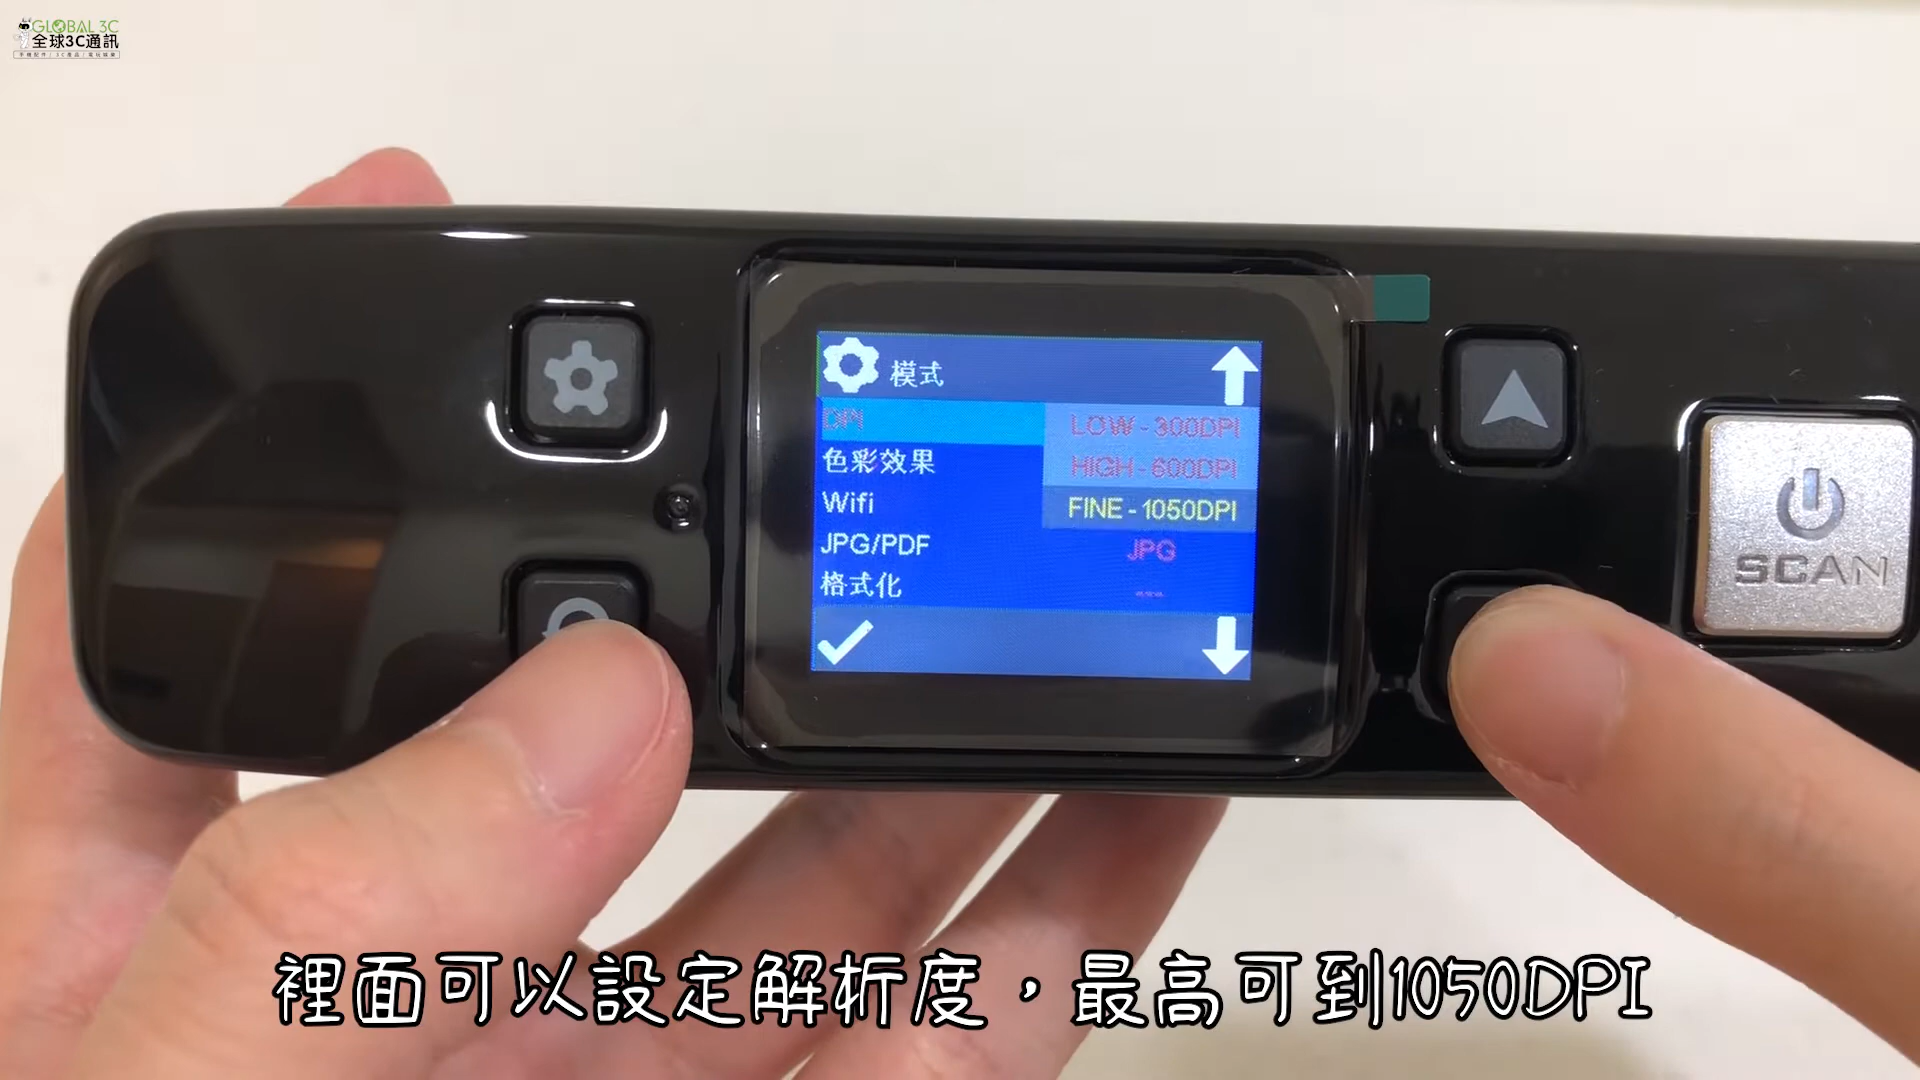 GLOBAL 3C
全球3C通訊
模式
DPI
LOW - 300DPI
HIGH - 600DPI
色彩效果
Wifi
FINE - 1050DPI
JPG/PDF
JPG
格式化
---
SCAN
裡面可以設定解析度，最高可到1050DPI